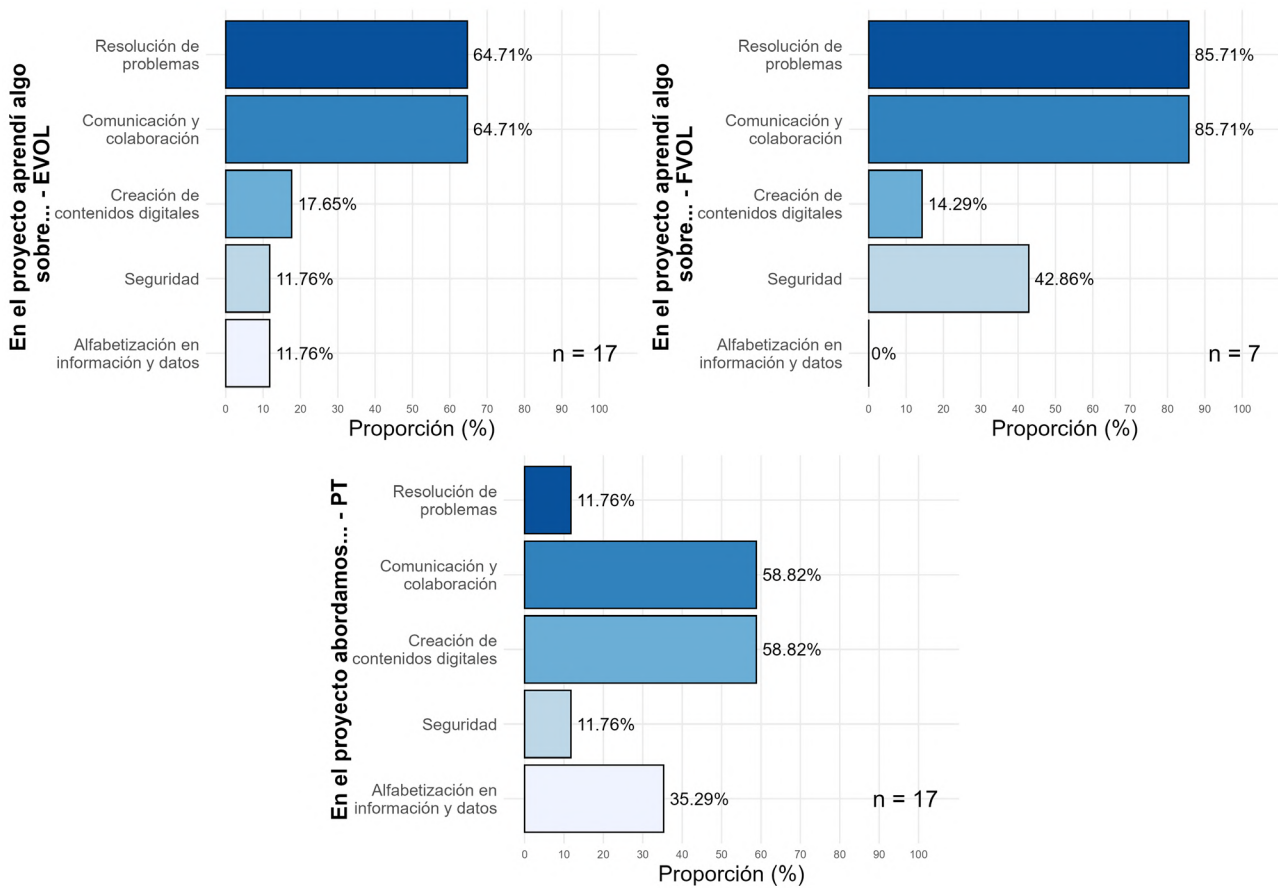 En el proyecto aprendí algo
sobre... - EVOL
Resolución de
problemas
64.71%
Comunicación y
colaboración
64.71%
Creación de
contenidos digitales
17.65%
Seguridad
11.76%
Alfabetización en
información y datos
11.76%
n = 17
0 10 20 30 40 50 60 70 80 90 100
Proporción (%)
En el proyecto aprendí algo
sobre... - FVOL
Resolución de
problemas
85.71%
Comunicación y
colaboración
85.71%
Creación de
contenidos digitales
14.29%
Seguridad
42.86%
Alfabetización en
información y datos
0%
n = 7
0 10 20 30 40 50 60 70 80 90 100
Proporción (%)
En el proyecto abordamos... - PT
Resolución de
problemas
11.76%
Comunicación y
colaboración
58.82%
Creación de
contenidos digitales
58.82%
Seguridad
11.76%
Alfabetización en
información y datos
35.29%
n = 17
0 10 20 30 40 50 60 70 80 90 100
Proporción (%)